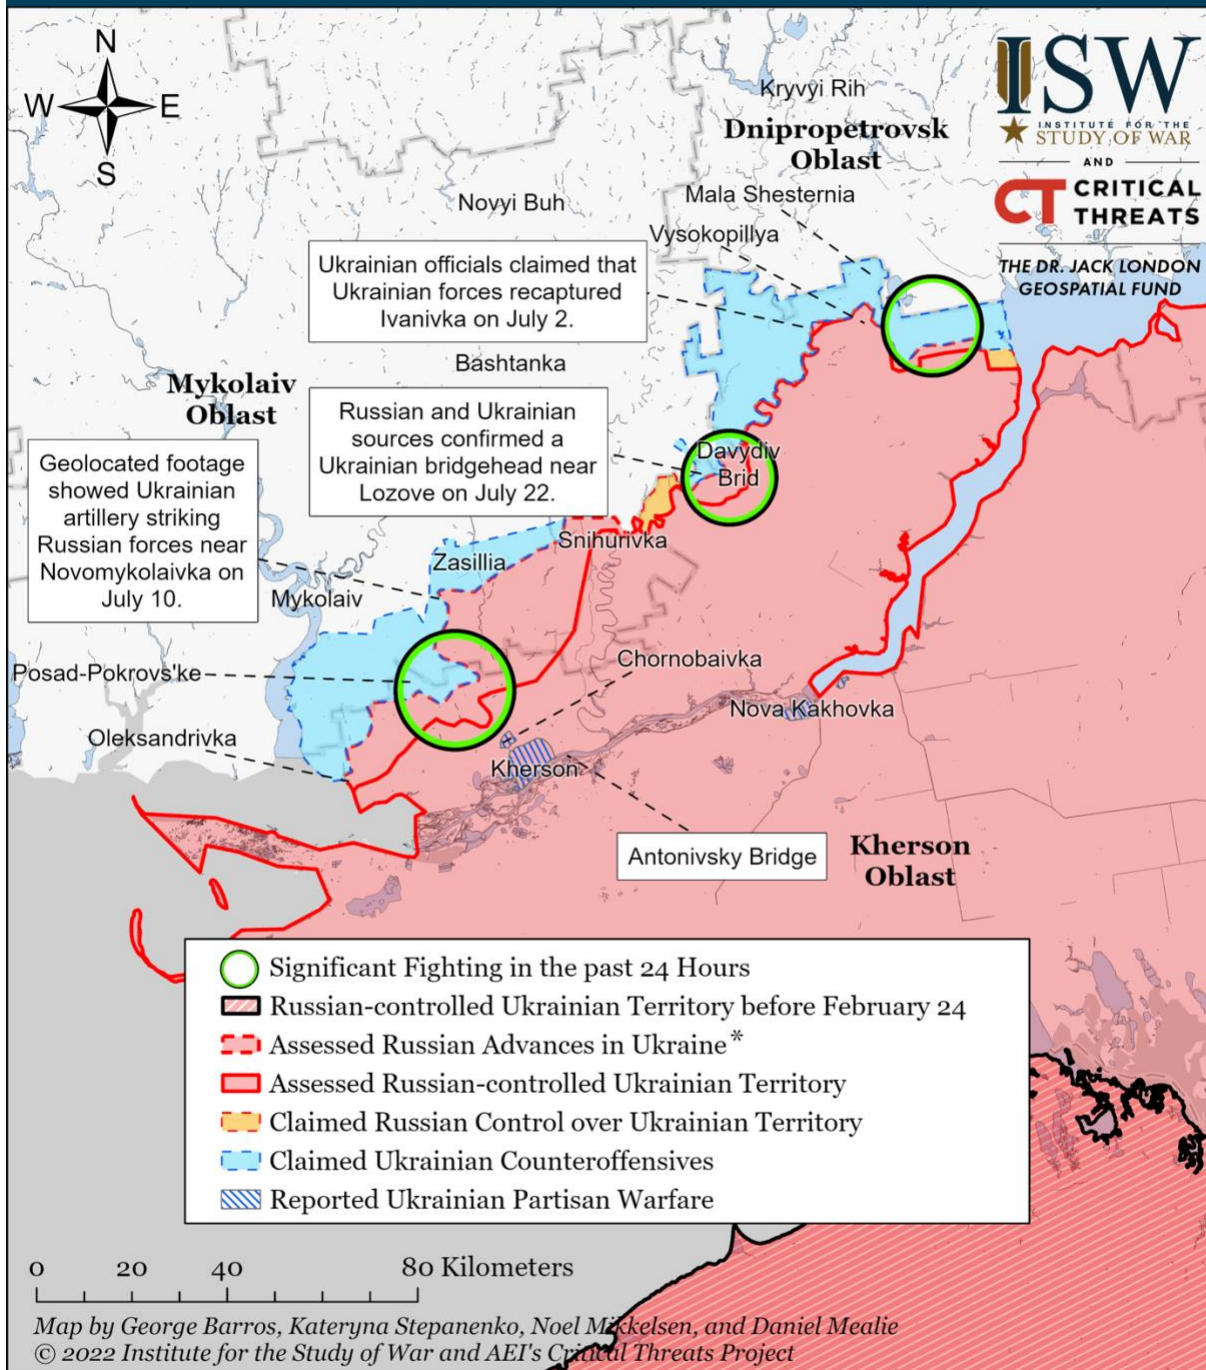 N
W
E
S
ISW
INSTITUTE FOR THE
STUDY OF WAR
AND
CT CRITICAL
THREATS
THE DR. JACK LONDON
GEOSPATIAL FUND
Kryvyi Rih
Dnipropetrovsk
Oblast
Mala Shesternia
Novyi Buh
Vysokopillya
Ukrainian officials claimed that
Ukrainian forces recaptured
Ivanivka on July 2.
Bashtanka
Mykolaiv
Oblast
Russian and Ukrainian
sources confirmed a
Ukrainian bridgehead near
Lozove on July 22.
Davydiv
Brid
Geolocated footage
showed Ukrainian
artillery striking
Russian forces near
Novomykolaivka on
July 10.
Snihurivka
Zasillia
Mykolaiv
Posad-Pokrovs'ke
Chornobaivka
Nova Kakhovka
Oleksandrivka
Kherson
Antonivsky Bridge
Kherson
Oblast
Significant Fighting in the past 24 Hours
Russian-controlled Ukrainian Territory before February 24
Assessed Russian Advances in Ukraine*
Assessed Russian-controlled Ukrainian Territory
Claimed Russian Control over Ukrainian Territory
Claimed Ukrainian Counteroffensives
Reported Ukrainian Partisan Warfare
0 20 40 80 Kilometers
Map by George Barros, Kateryna Stepanenko, Noel Mikkelsen, and Daniel Mealie
© 2022 Institute for the Study of War and AEI's Critical Threats Project